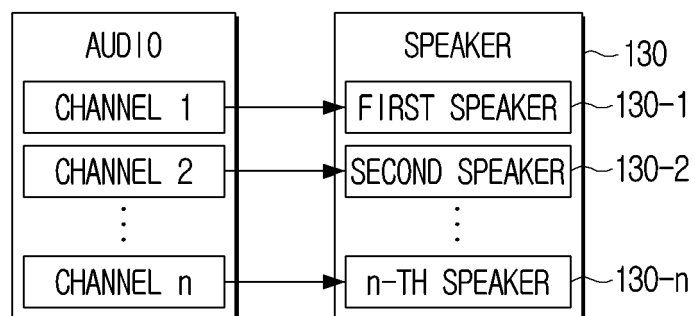 AUDIO
SPEAKER
130
CHANNEL 1
FIRST SPEAKER
130-1
CHANNEL 2
SECOND SPEAKER
130-2
CHANNEL n
n-TH SPEAKER
130-n